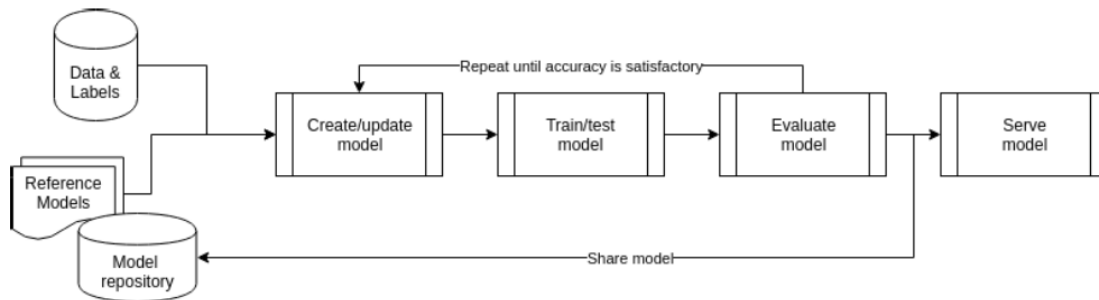 Data &
Labels
Repeat until accuracy is satisfactory
Create/update
model
Train/test
model
Evaluate
model
Serve
model
Reference
Models
Model
repository
Share model